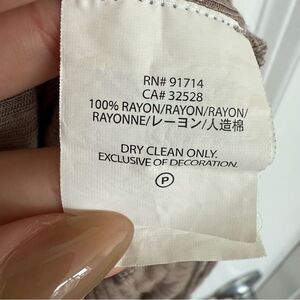 RN# 91714
CA# 32528
100% RAYON/RAYON/RAYON/
RAYONNE/レーヨン/人造棉
DRY CLEAN ONLY.
EXCLUSIVE OF DECORATION.
P